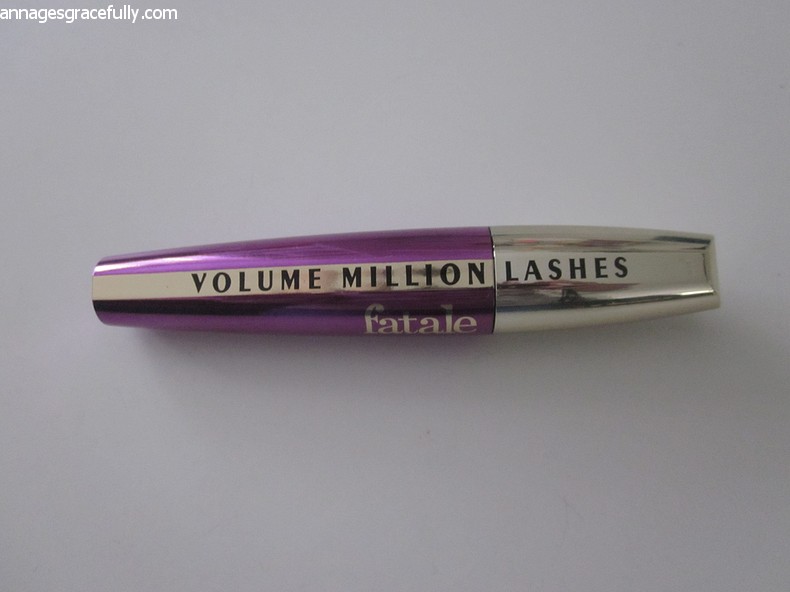 annagesgracefully.com
VOLUME MILLION LASHES
fatale